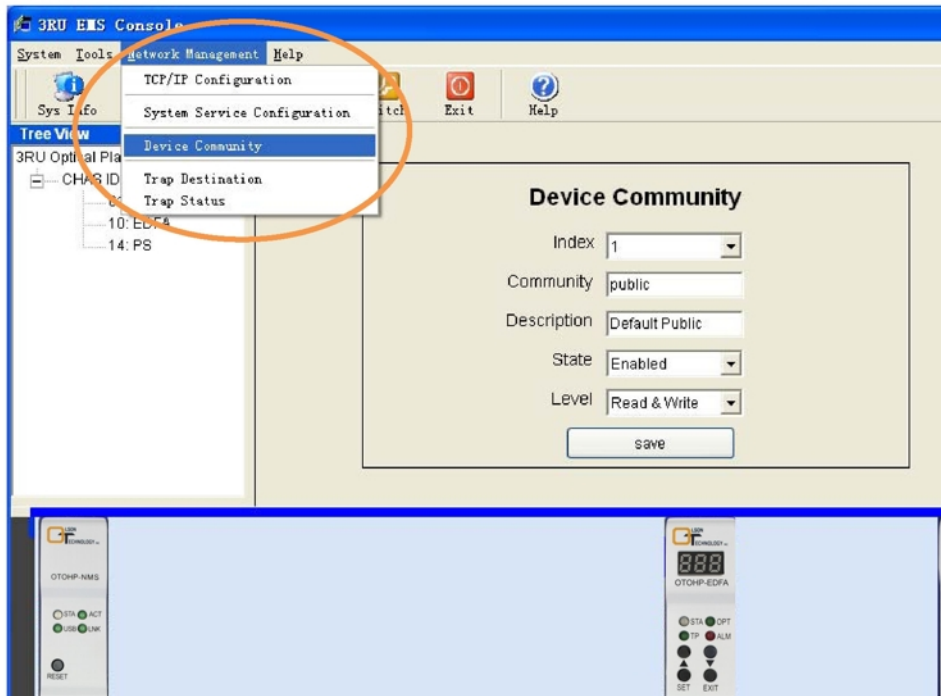 3RU EMS Console
System Tools Network Management Help
TCP/IP Configuration
System Service Configuration
Device Community
Trap Destination
Trap Status
Sys Info
Exit
Help
Tree View
3RU Optical Pla
CHAS ID
10: EDFA
14: PS
Device Community
Index 1
Community public
Description Default Public
State Enabled
Level Read & Write
save
OTOHP-NMS
STA ACT
USB LNK
RESET
888
OTOHP-EDFA
STA OPT
TP ALM
SET EXIT